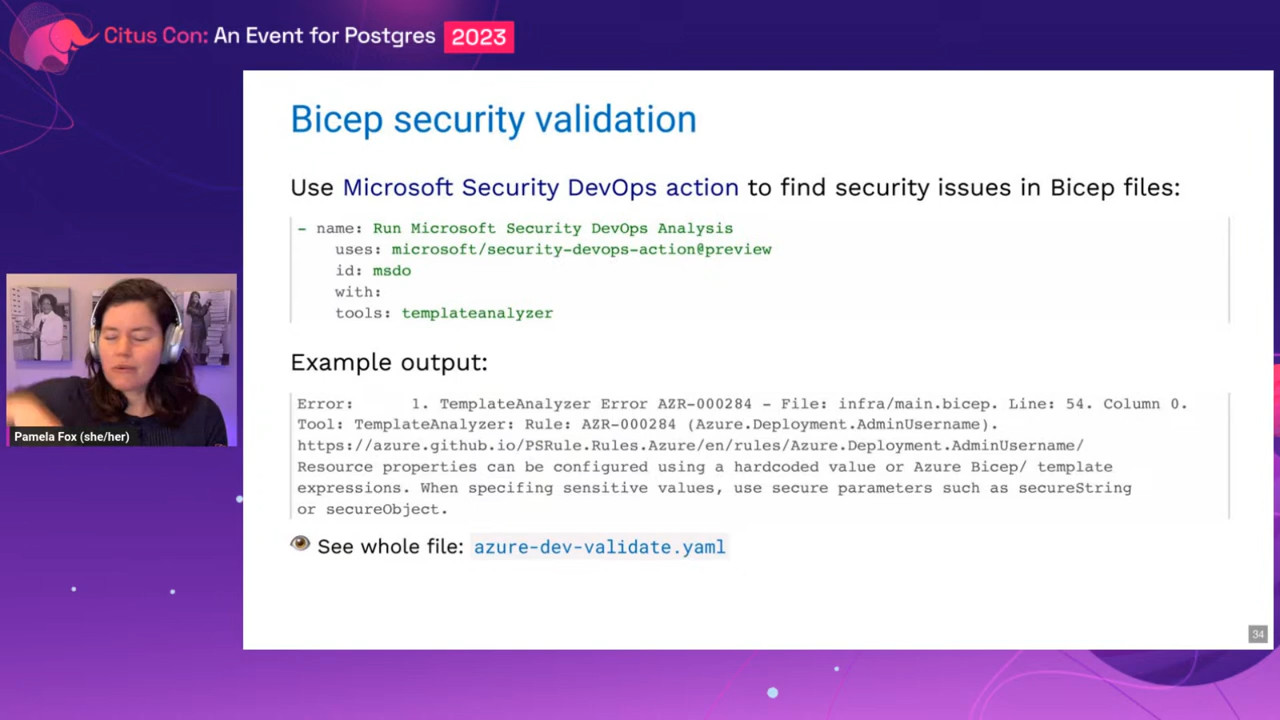 Citus Con: An Event for Postgres 2023
Bicep security validation
Use Microsoft Security DevOps action to find security issues in Bicep files:
- name: Run Microsoft Security DevOps Analysis
uses: microsoft/security-devops-action@preview
id: msdo
with:
tools: templateanalyzer
Example output:
Error: 1. TemplateAnalyzer Error AZR-000284 - File: infra/main.bicep. Line: 54. Column 0.
Tool: TemplateAnalyzer: Rule: AZR-000284 (Azure.Deployment.AdminUsername).
https://azure.github.io/PSRule.Rules.Azure/en/rules/Azure.Deployment.AdminUsername/
Resource properties can be configured using a hardcoded value or Azure Bicep/ template
expressions. When specifing sensitive values, use secure parameters such as secureString
or secureObject.
See whole file: azure-dev-validate.yaml
Pamela Fox (she/her)
34